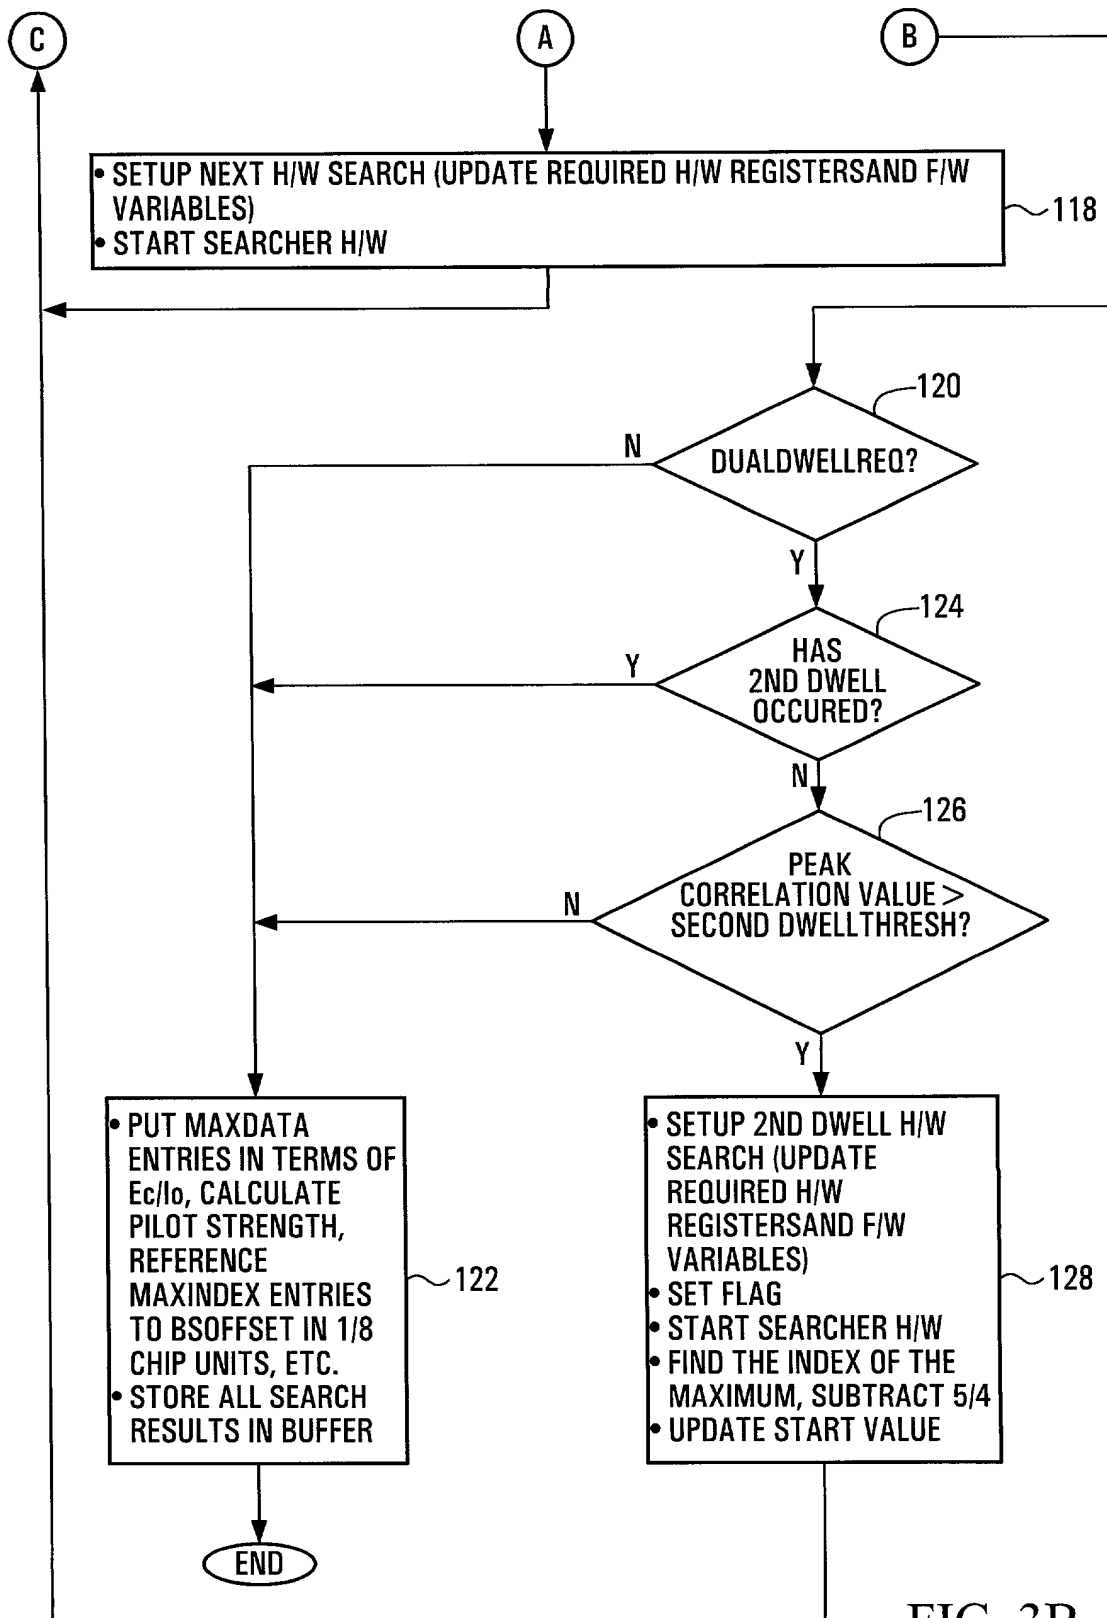 C
A
B
• SETUP NEXT H/W SEARCH (UPDATE REQUIRED H/W REGISTERSAND F/W
VARIABLES)
• START SEARCHER H/W
118
120
DUALDWELLREQ?
N
Y
124
HAS
2ND DWELL
OCCURED?
Y
N
126
PEAK
CORRELATION VALUE >
SECOND DWELLTHRESH?
N
Y
• PUT MAXDATA
ENTRIES IN TERMS OF
Ec/Io, CALCULATE
PILOT STRENGTH,
REFERENCE
MAXINDEX ENTRIES
TO BSOFFSET IN 1/8
CHIP UNITS, ETC.
• STORE ALL SEARCH
RESULTS IN BUFFER
122
• SETUP 2ND DWELL H/W
SEARCH (UPDATE
REQUIRED H/W
REGISTERSAND F/W
VARIABLES)
• SET FLAG
• START SEARCHER H/W
• FIND THE INDEX OF THE
MAXIMUM, SUBTRACT 5/4
• UPDATE START VALUE
128
END
FIG. 3B